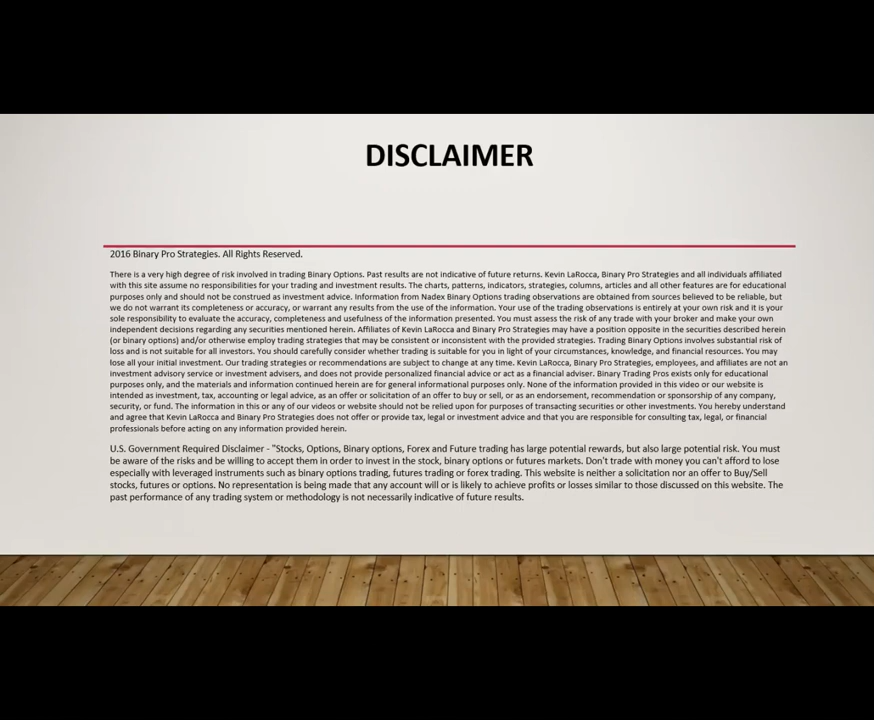 DISCLAIMER
2016 Binary Pro Strategies. All Rights Reserved.
There is a very high degree of risk involved in trading Binary Options. Past results are not indicative of future returns. Kevin LaRocca, Binary Pro Strategies and all individuals affiliated
with this site assume no responsibilities for your trading and investment results. The charts, patterns, indicators, strategies, columns, articles and all other features are for educational
purposes only and should not be construed as investment advice. Information from Nadex Binary Options trading observations are obtained from sources believed to be reliable, but
we do not warrant its completeness or accuracy, or warrant any results from the use of the information. Your use of the trading observations is entirely at your own risk and it is your
sole responsibility to evaluate the accuracy, completeness and usefulness of the information presented. You must assess the risk of any trade with your broker and make your own
independent decisions regarding any securities mentioned herein. Affiliates of Kevin LaRocca and Binary Pro Strategies may have a position opposite in the securities described herein
(or binary options) and/or otherwise employ trading strategies that may be consistent or inconsistent with the provided strategies. Trading Binary Options involves substantial risk of
loss and is not suitable for all investors. You should carefully consider whether trading is suitable for you in light of your circumstances, knowledge, and financial resources. You may
lose all your initial investment. Our trading strategies or recommendations are subject to change at any time. Kevin LaRocca, Binary Pro Strategies, employees, and affiliates are not an
investment advisory service or investment advisers, and does not provide personalized financial advice or act as a financial adviser. Binary Trading Pros exists only for educational
purposes only, and the materials and information continued herein are for general informational purposes only. None of the information provided in this video or our website is
intended as investment, tax, accounting or legal advice, as an offer or solicitation of an offer to buy or sell, or as an endorsement, recommendation or sponsorship of any company,
security, or fund. The information in this or any of our videos or website should not be relied upon for purposes of transacting securities or other investments. You hereby understand
and agree that Kevin LaRocca and Binary Pro Strategies does not offer or provide tax, legal or investment advice and that you are responsible for consulting tax, legal, or financial
professionals before acting on any information provided herein.
U.S. Government Required Disclaimer - "Stocks, Options, Binary options, Forex and Future trading has large potential rewards, but also large potential risk. You must
be aware of the risks and be willing to accept them in order to invest in the stock, binary options or futures markets. Don't trade with money you can't afford to lose
especially with leveraged instruments such as binary options trading, futures trading or forex trading. This website is neither a solicitation nor an offer to Buy/Sell
stocks, futures or options. No representation is being made that any account will or is likely to achieve profits or losses similar to those discussed on this website. The
past performance of any trading system or methodology is not necessarily indicative of future results.